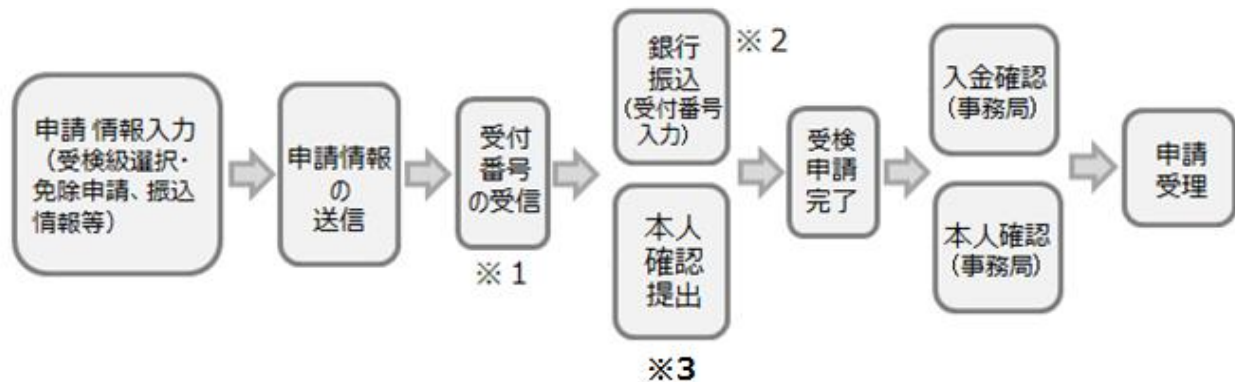 申請情報入力
（受検級選択・
免除申請、振込
情報等）
申請情報
の
送信
受付
番号
の受信
※１
銀行
振込
（受付番号
入力）
※２
本人
確認
提出
※3
受検
申請
完了
入金確認
（事務局）
本人確認
（事務局）
申請
受理